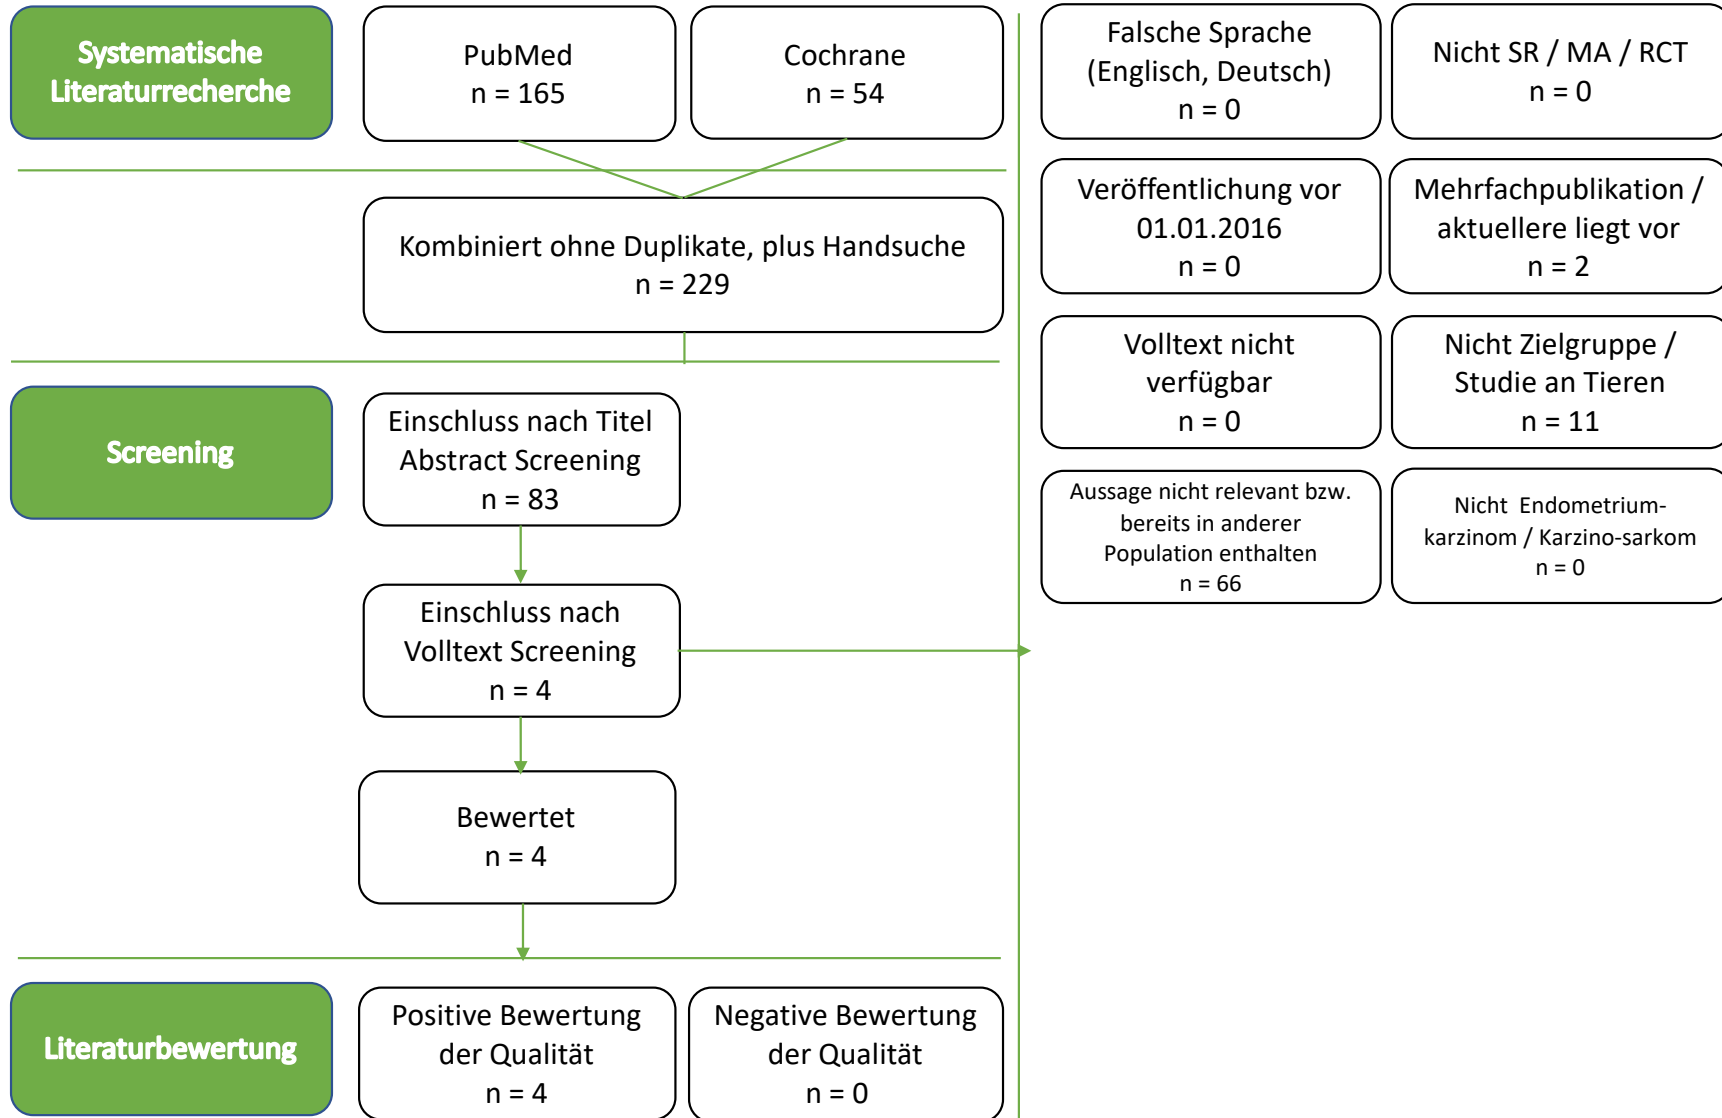 Systematische
Literaturrecherche
PubMed
n = 165
Cochrane
n = 54
Kombiniert ohne Duplikate, plus Handsuche
n = 229
Screening
Einschluss nach Titel
Abstract Screening
n = 83
Einschluss nach
Volltext Screening
n = 4
Bewertet
n = 4
Literaturbewertung
Positive Bewertung
der Qualität
n = 4
Negative Bewertung
der Qualität
n = 0
Falsche Sprache
(Englisch, Deutsch)
n = 0
Nicht SR / MA / RCT
n = 0
Veröffentlichung vor
01.01.2016
n = 0
Mehrfachpublikation /
aktuellere liegt vor
n = 2
Volltext nicht
verfügbar
n = 0
Nicht Zielgruppe /
Studie an Tieren
n = 11
Aussage nicht relevant bzw.
bereits in anderer
Population enthalten
n = 66
Nicht Endometrium-
karzinom / Karzino-sarkom
n = 0